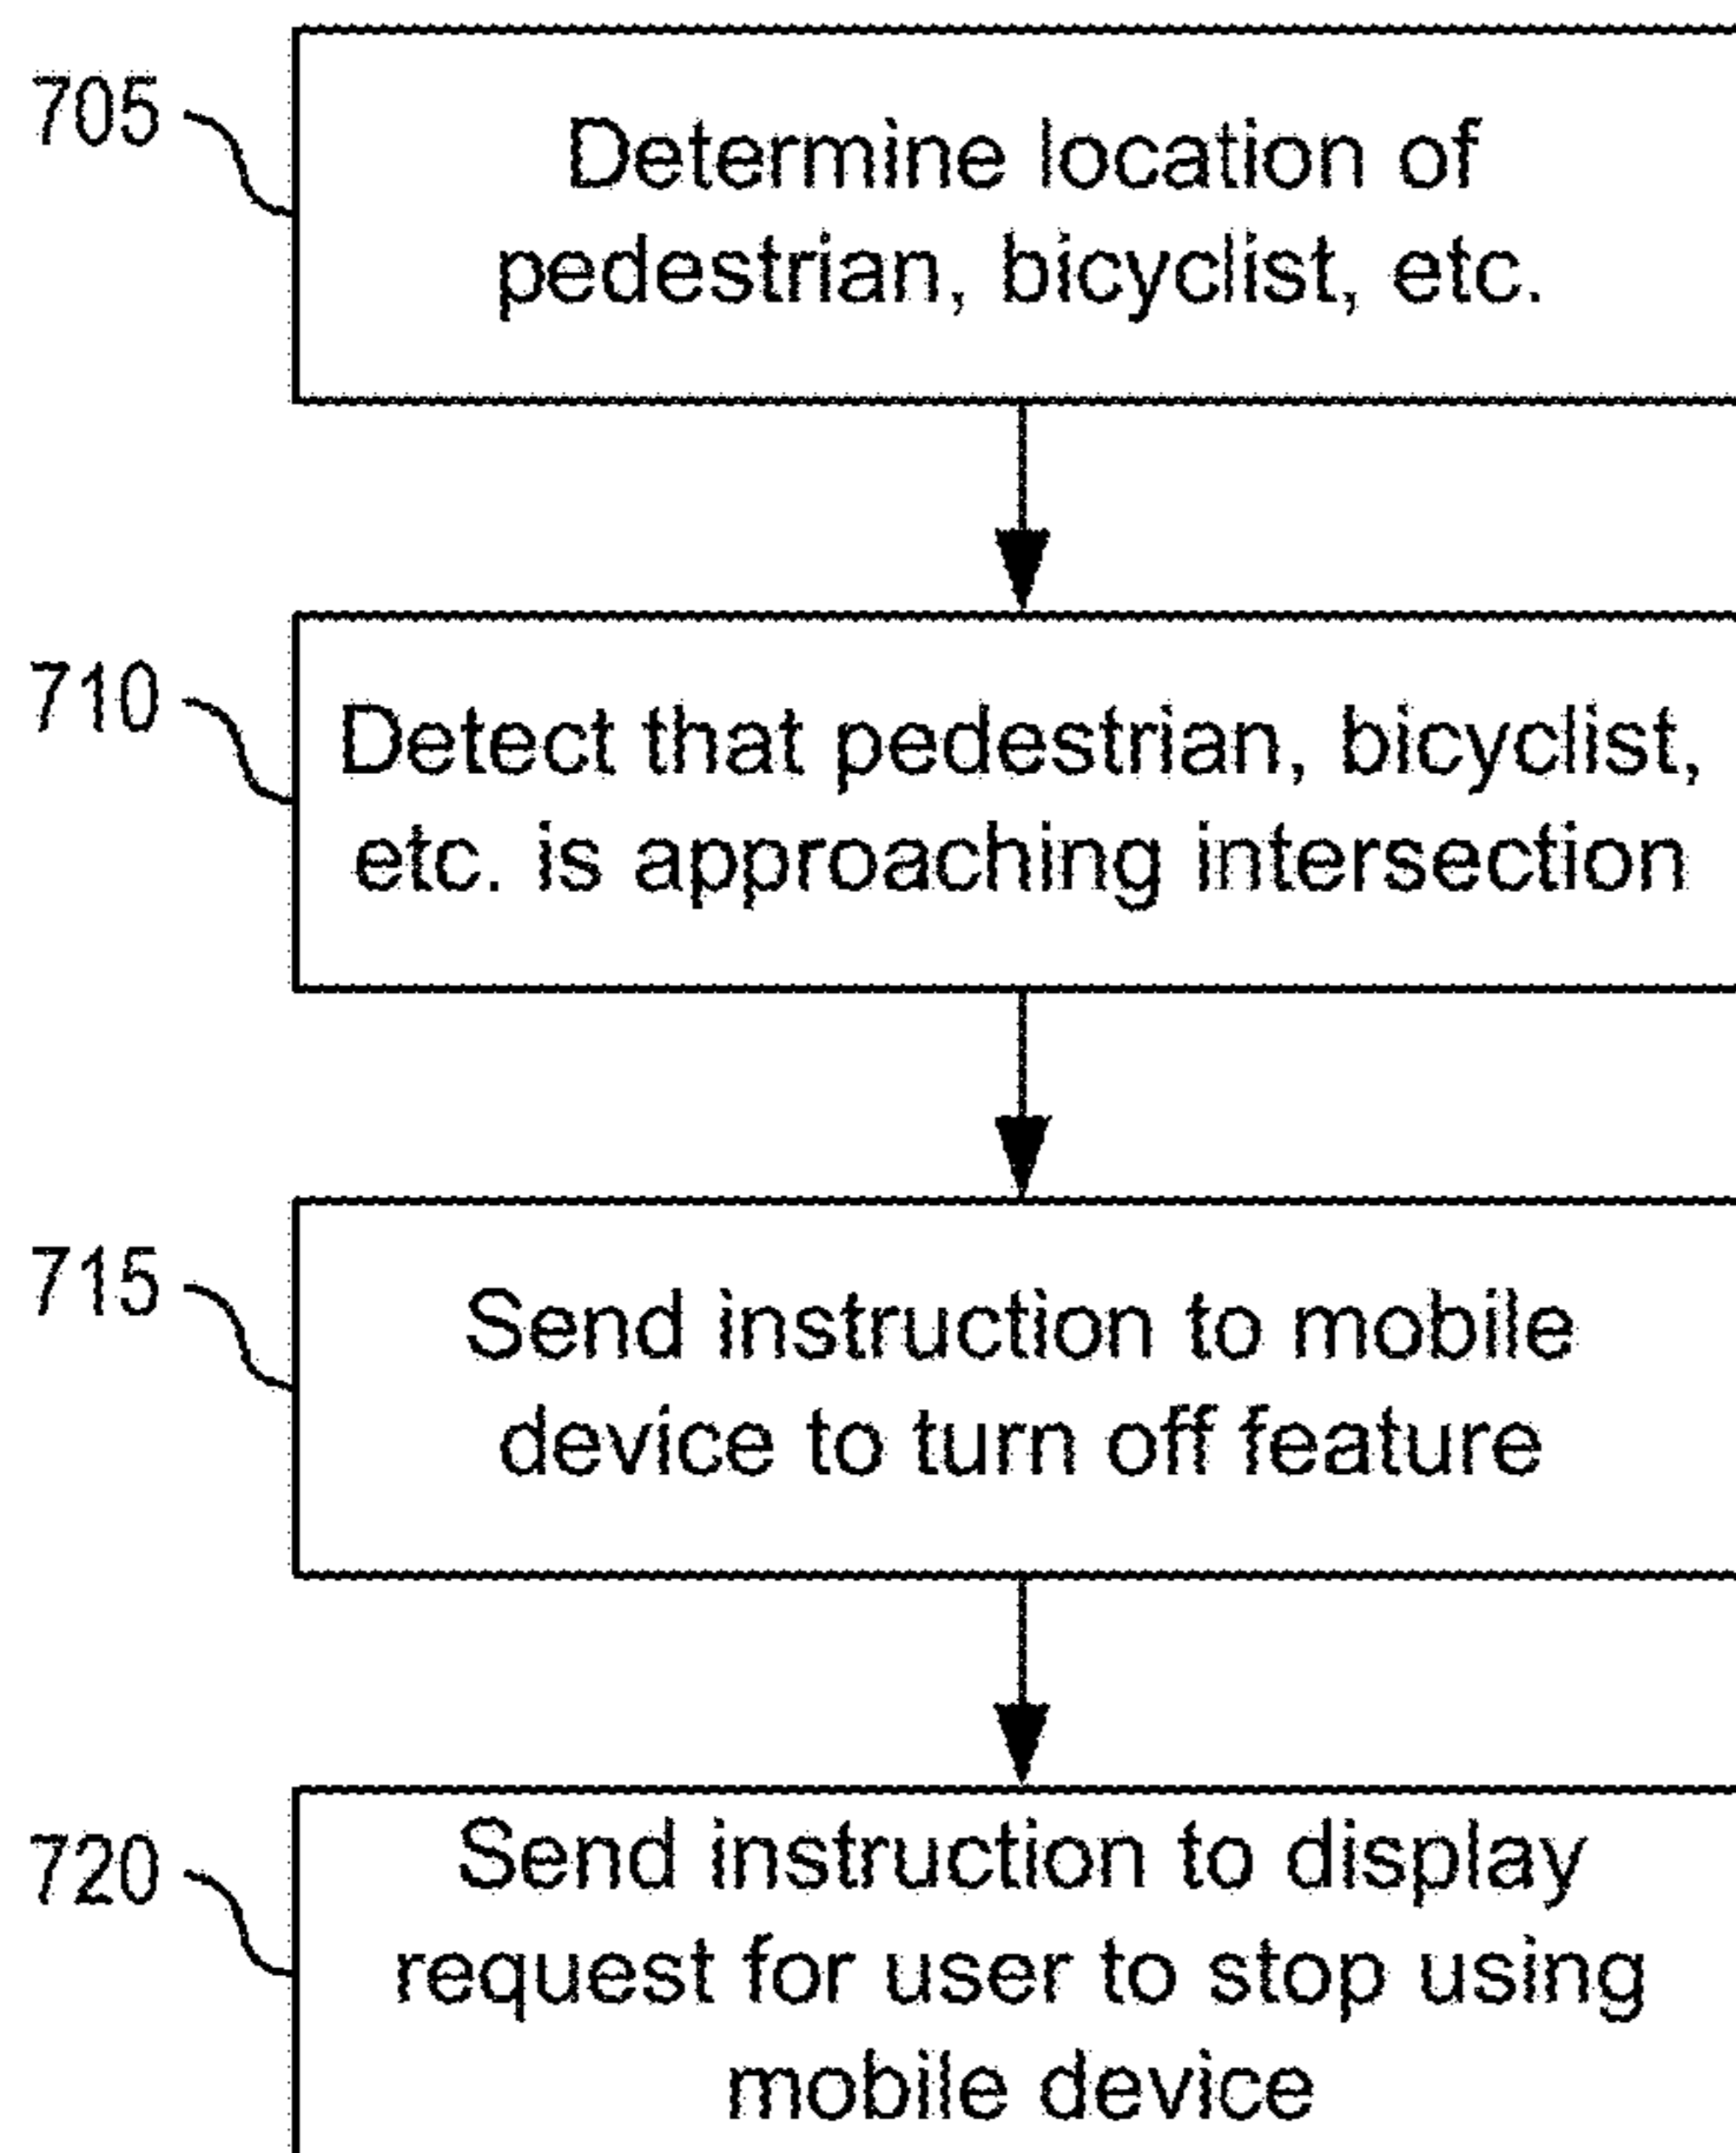 705
Determine location of
pedestrian, bicyclist, etc.
710
Detect that pedestrian, bicyclist,
etc. is approaching intersection
715
Send instruction to mobile
device to turn off feature
720
Send instruction to display
request for user to stop using
mobile device